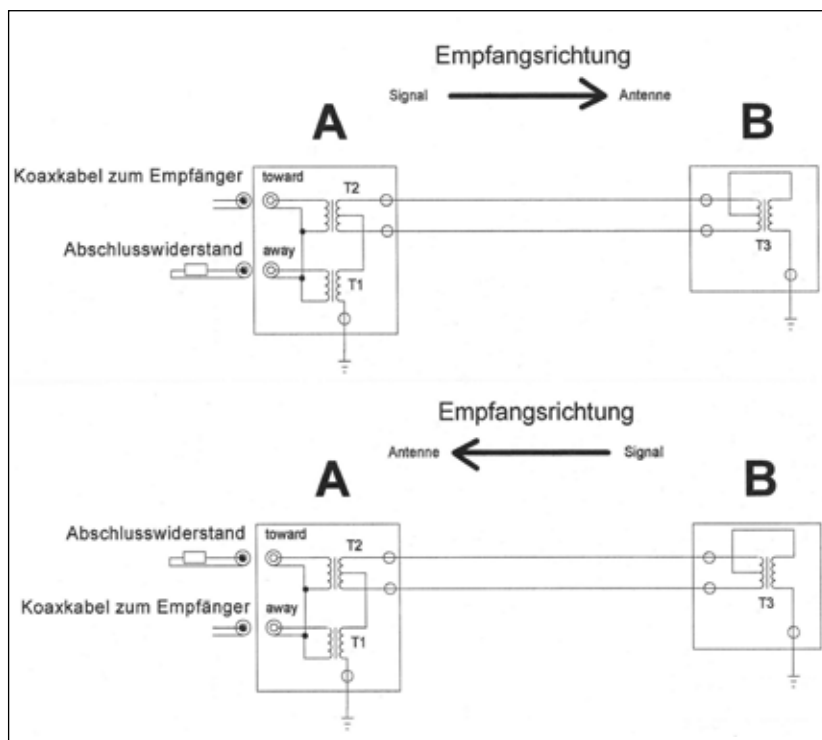 Empfangsrichtung
Signal Antenne
A B
Koaxkabel zum Empfänger toward
T2
Abschlusswiderstand away
T3
T1
Empfangsrichtung
Antenne Signal
A B
Abschlusswiderstand toward
T2
Koaxkabel zum Empfänger away
T3
T1